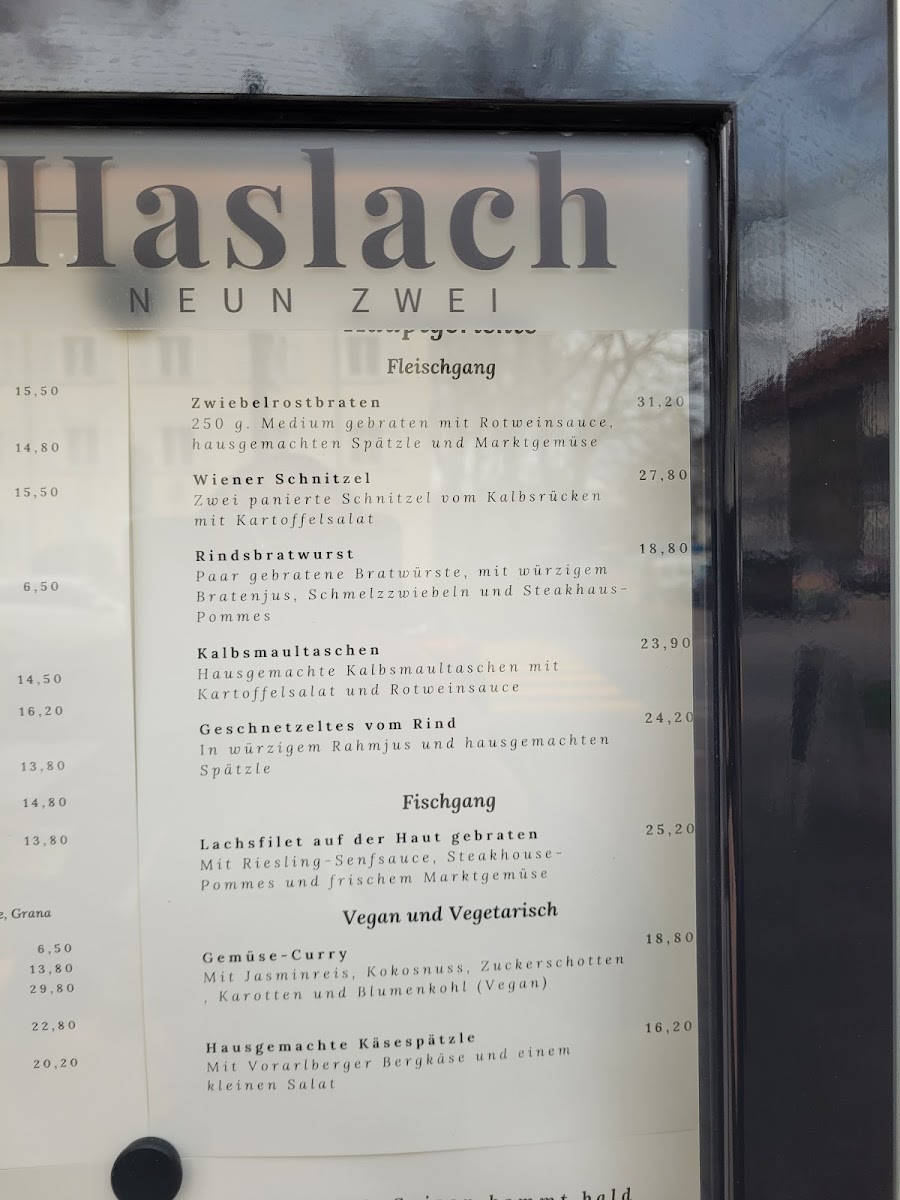 Haslach
NEUN ZWEI
Fleischgang
15,50
14,80
15,50
6,50
14,50
16,20
13,80
14,80
13,80
e, Grana
6,50
13,80
29,80
22,80
20,20
Zwiebelrostbraten 31,20
250 g. Medium gebraten mit Rotweinsauce,
hausgemachten Spätzle und Marktgemüse
Wiener Schnitzel 27,80
Zwei panierte Schnitzel vom Kalbsrücken
mit Kartoffelsalat
Rindsbratwurst 18,80
Paar gebratene Bratwürste, mit würzigem
Bratenjus, Schmelzzwiebeln und Steakhaus-
Pommes
Kalbsmaultaschen 23,90
Hausgemachte Kalbsmaultaschen mit
Kartoffelsalat und Rotweinsauce
Geschnetzeltes vom Rind 24,20
In würzigem Rahmjus und hausgemachten
Spätzle
Fischgang
Lachsfilet auf der Haut gebraten 25,20
Mit Riesling-Senfsauce, Steakhouse-
Pommes und frischem Marktgemüse
Vegan und Vegetarisch
Gemüse-Curry 18,80
Mit Jasminreis, Kokosnuss, Zuckerschotten
, Karotten und Blumenkohl (Vegan)
Hausgemachte Käsespätzle 16,20
Mit Vorarlberger Bergkäse und einem
kleinen Salat
kommt bald